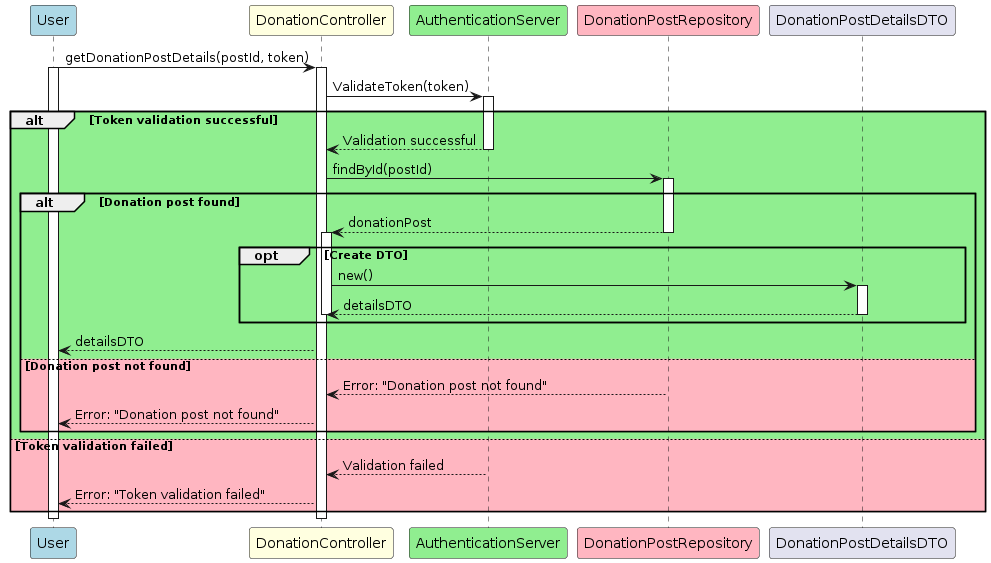 User DonationController AuthenticationServer DonationPostRepository DonationPostDetailsDTO
getDonationPostDetails(postId, token)
ValidateToken(token)
alt [Token validation successful]
Validation successful
findById(postId)
alt [Donation post found]
donationPost
opt [Create DTO]
new()
detailsDTO
detailsDTO
[Donation post not found]
Error: "Donation post not found"
Error: "Donation post not found"
[Token validation failed]
Validation failed
Error: "Token validation failed"
User DonationController AuthenticationServer DonationPostRepository DonationPostDetailsDTO